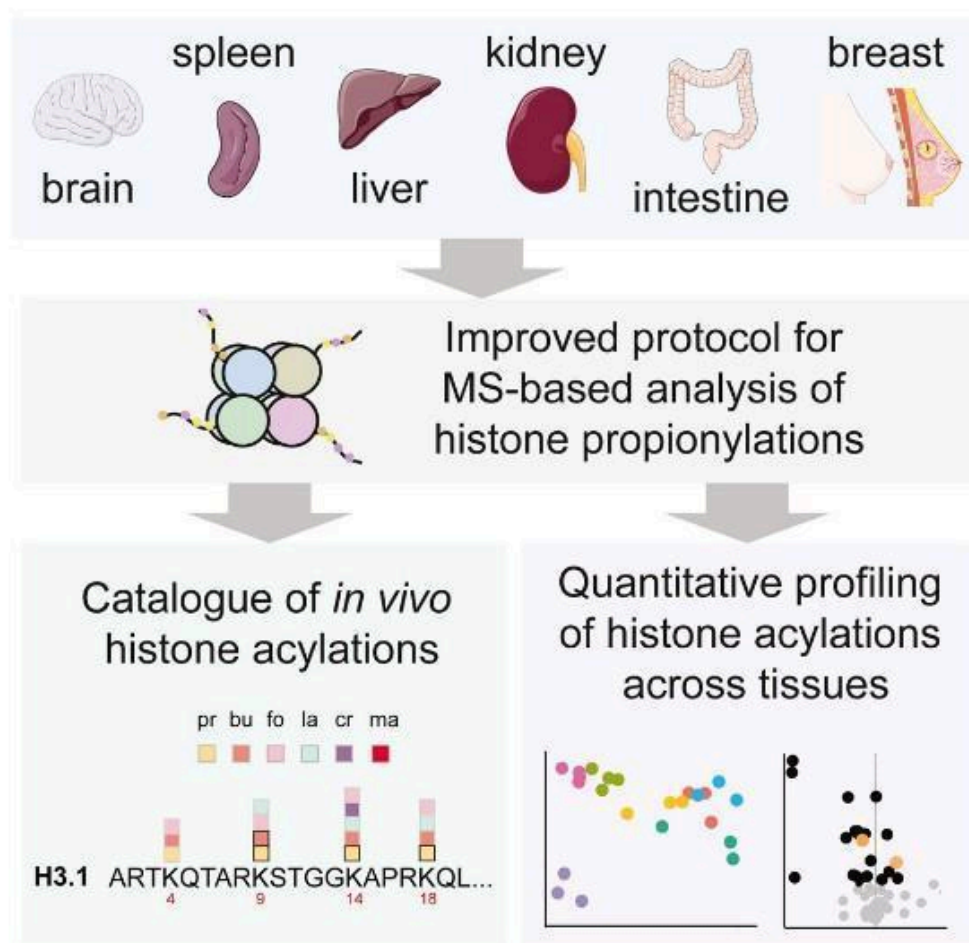 spleen
kidney
breast
brain
liver
intestine
Improved protocol for
MS-based analysis of
histone propionylations
Catalogue of in vivo
histone acylations
pr bu fo la cr ma
H3.1 ARTKQTARKSTGGKAPRKQL...
4 9 14 18
Quantitative profiling
of histone acylations
across tissues